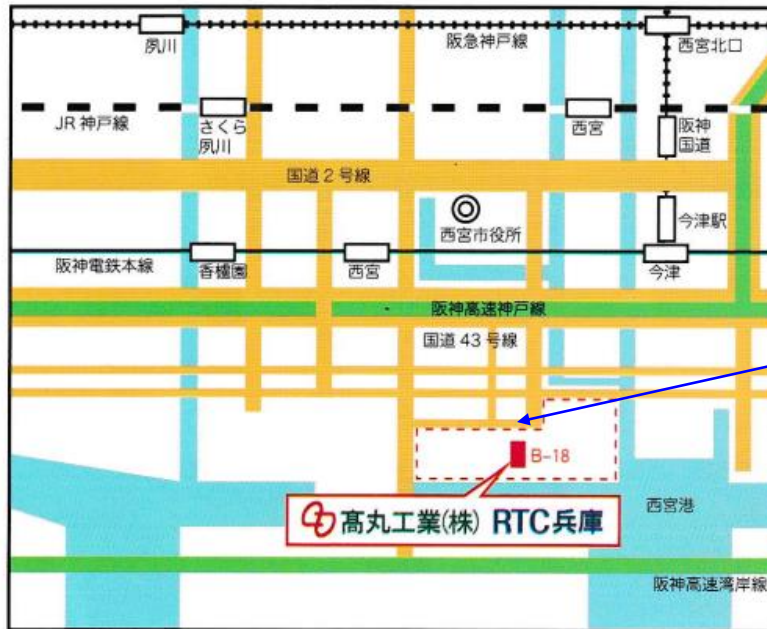 夙川
阪急神戸線
西宮北口
JR 神戸線
さくら
夙川
西宮
阪神
国道
国道2号線
西宮市役所
今津駅
阪神電鉄本線
香櫨園
西宮
今津
阪神高速神戸線
国道 43 号線
B-18
髙丸工業(株) RTC兵庫
西宮港
阪神高速湾岸線